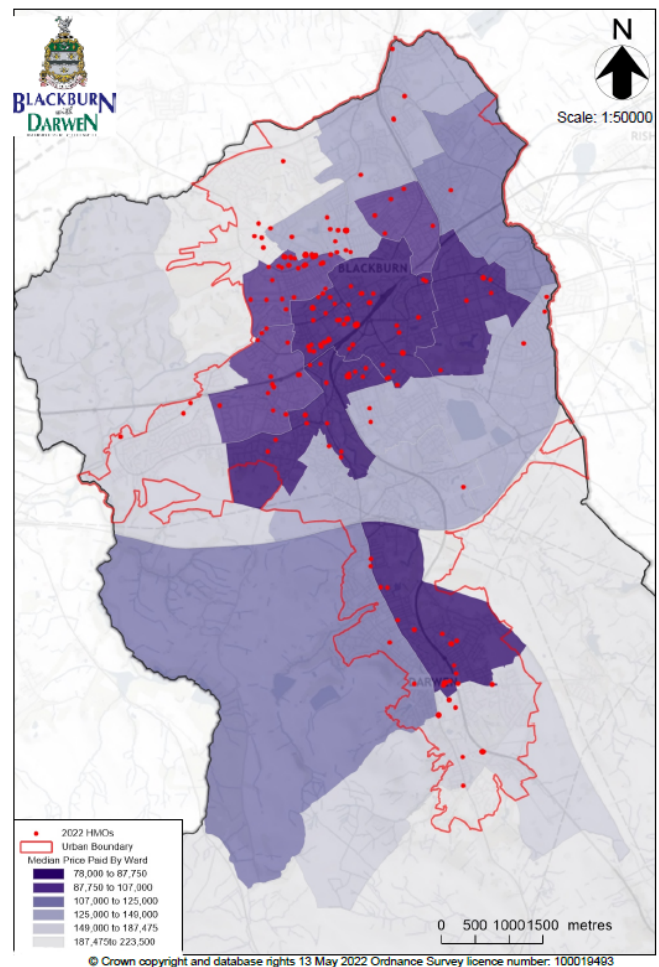 BLACKBURN
with
DARWEN
N
Scale: 1:50000
RISH
BLACKBURN
DARWEN
2022 HMOs
Urban Boundary
Median Price Paid By Ward
78,000 to 87,750
87,750 to 107,000
107,000 to 125,000
125,000 to 149,000
149,000 to 187,475
187,475to 223,500
0 500 1000 1500 metres
© Crown copyright and database rights 13 May 2022 Ordnance Survey licence number: 100019493